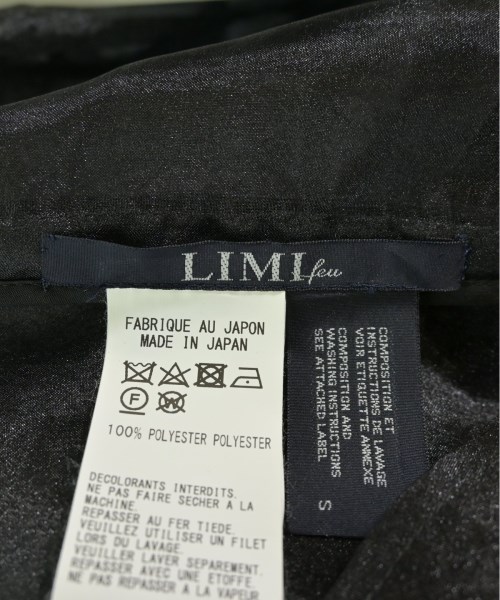 LIMI feu
FABRIQUE AU JAPON
MADE IN JAPAN
F
100% POLYESTER POLYESTER
DECOLORANTS INTERDITS.
NE PAS FAIRE SECHER A LA
MACHINE.
REPASSER AU FER TIEDE.
VEUILLEZ UTILISER UN FILET
LORS DU LAVAGE.
VEUILLEZ LAVER SEPAREMENT.
REPASSER AVEC UNE ETOFFE.
NE PAS REPASSER A LA VAPEUR
COMPOSITION ET
INSTRUCTIONS DE LAVAGE
VOIR ETIQUETTE ANNEXE
COMPOSITION AND
WASHING INSTRUCTIONS
SEE ATTACHED LABEL
S